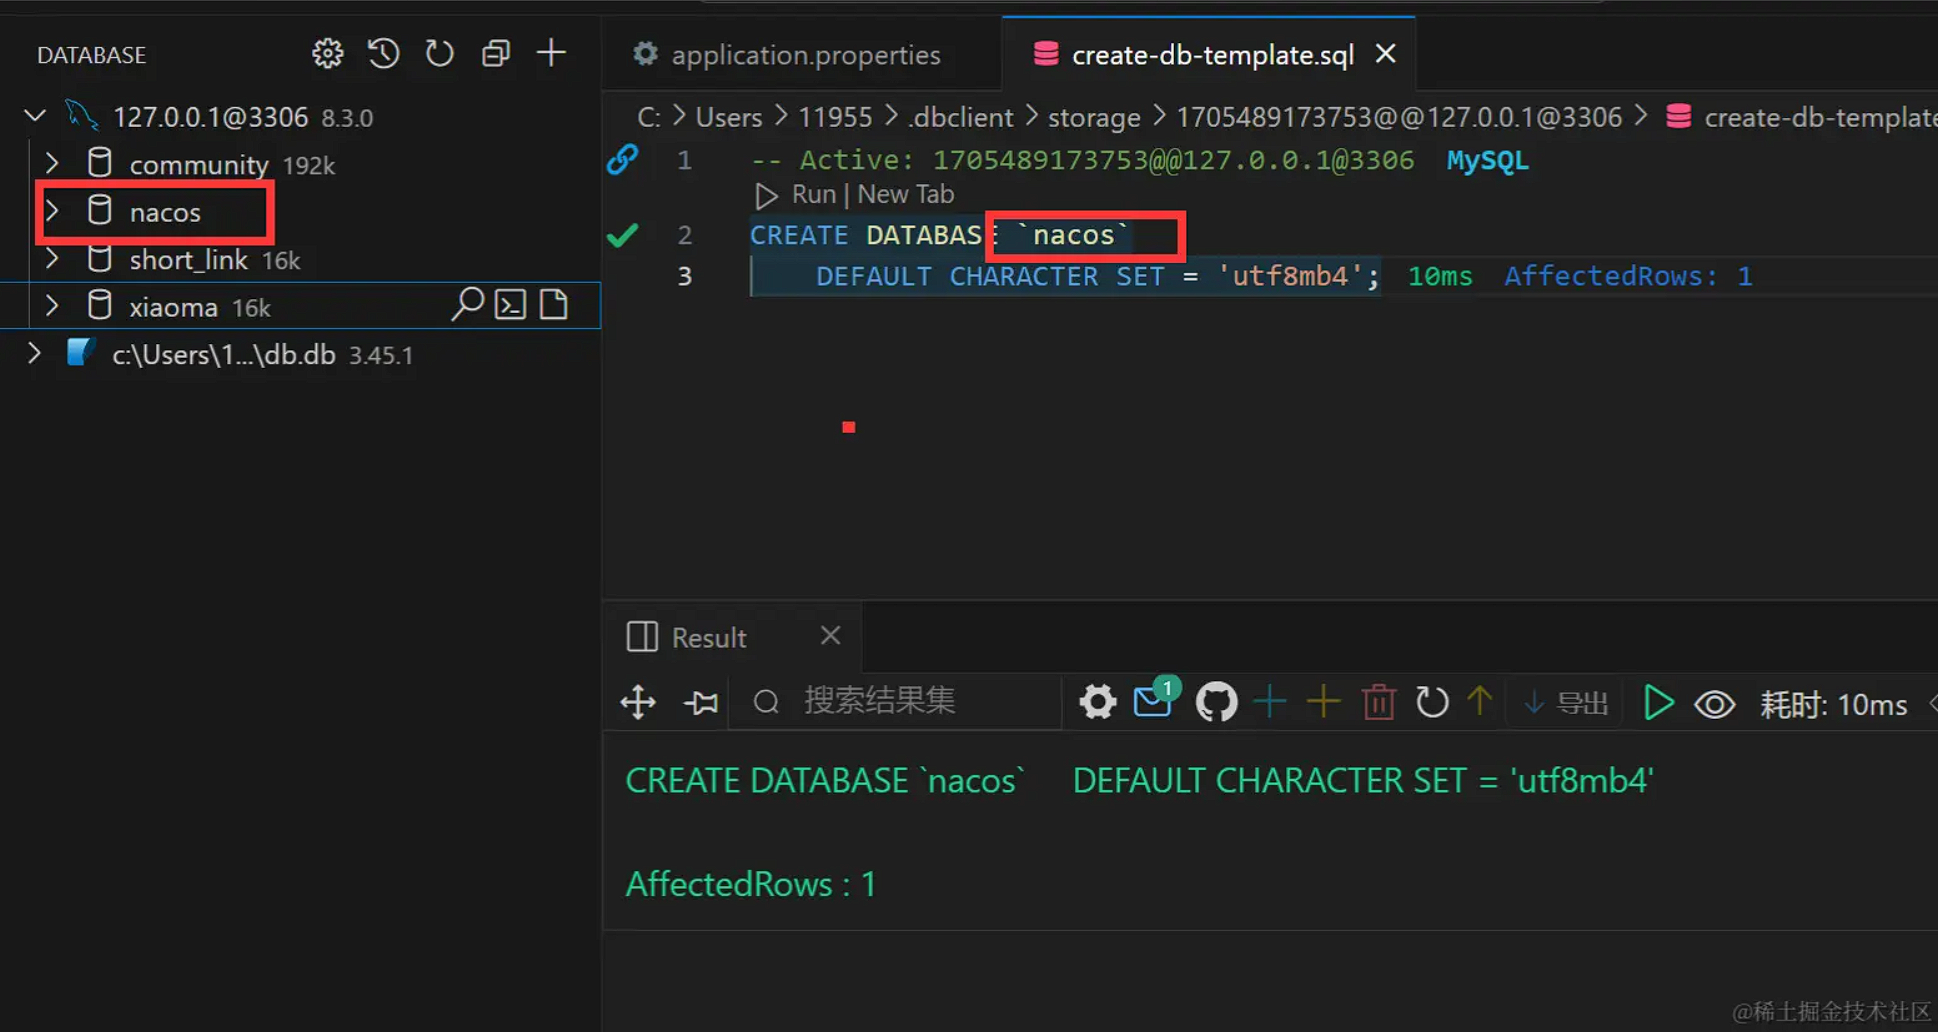 DATABASE
127.0.0.1@3306 8.3.0
community 192k
nacos
short_link 16k
xiaoma 16k
c:\Users\1...\db.db 3.45.1
application.properties
create-db-template.sql
C: > Users > 11955 > .dbclient > storage > 1705489173753@@127.0.0.1@3306 > create-db-template
1 -- Active: 1705489173753@@127.0.0.1@3306 MySQL
Run | New Tab
2 CREATE DATABASE `nacos`
3 DEFAULT CHARACTER SET = 'utf8mb4'; 10ms AffectedRows: 1
Result
搜索结果集 1 导出 耗时: 10ms
CREATE DATABASE `nacos` DEFAULT CHARACTER SET = 'utf8mb4'
AffectedRows : 1
@稀土掘金技术社区